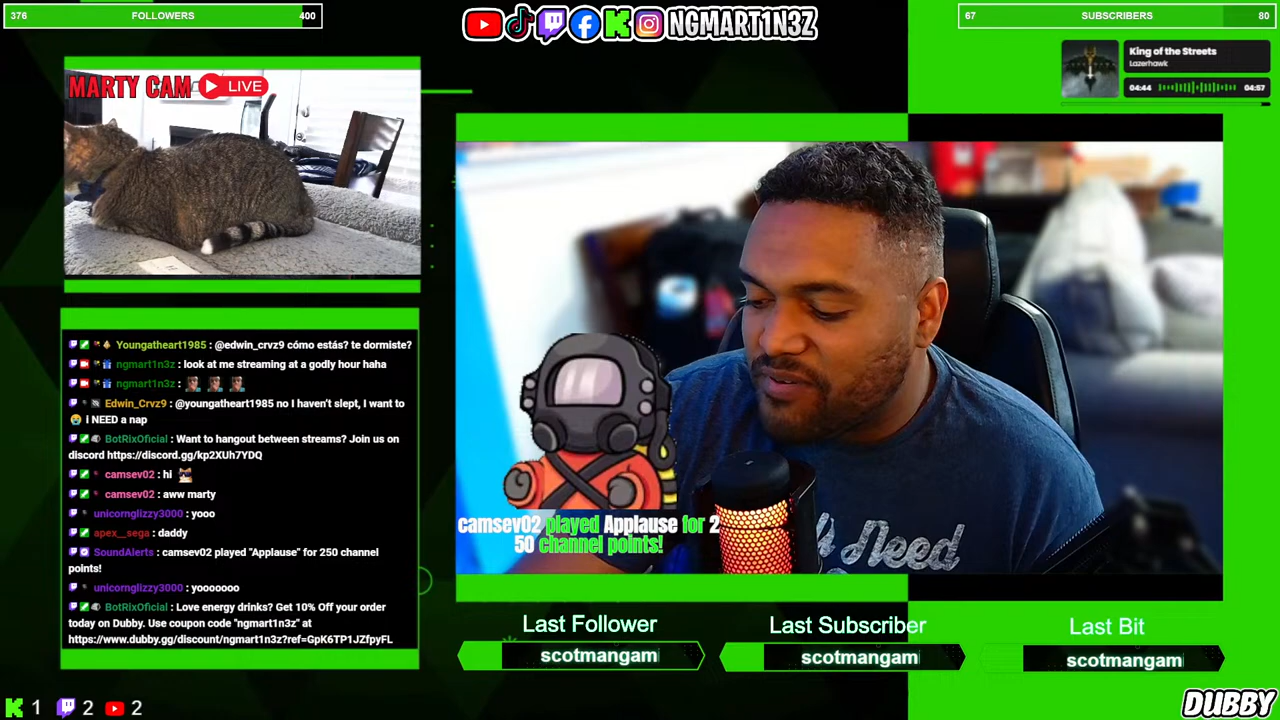 376 FOLLOWERS 400
NGMART1N3Z
67 SUBSCRIBERS 80
King of the Streets
Lazerhawk
04:44 04:57
MARTY CAM LIVE
Youngatheart1985 : @edwin_crvz9 cómo estás? te dormiste?
ngmart1n3z : look at me streaming at a godly hour haha
ngmart1n3z :
Edwin_Crvz9 : @youngatheart1985 no I haven't slept, I want to
😭 I NEED a nap
BotRixOficial : Want to hangout between streams? Join us on
discord https://discord.gg/kp2XUh7YDQ
camsev02 : hi
camsev02 : aww marty
unicornglizzy3000 : yooo
apex__sega : daddy
SoundAlerts : camsev02 played "Applause" for 250 channel
points!
unicornglizzy3000 : yooooooo
BotRixOficial : Love energy drinks? Get 10% Off your order
today on Dubby. Use coupon code "ngmart1n3z" at
https://www.dubby.gg/discount/ngmart1n3z?ref=GpK6TP1JZfpyFL
camsev02 played Applause for 2
50 channel points!
Need
Last Follower
scotmangam
Last Subscriber
scotmangam
Last Bit
scotmangam
1 2 2
DUBBY